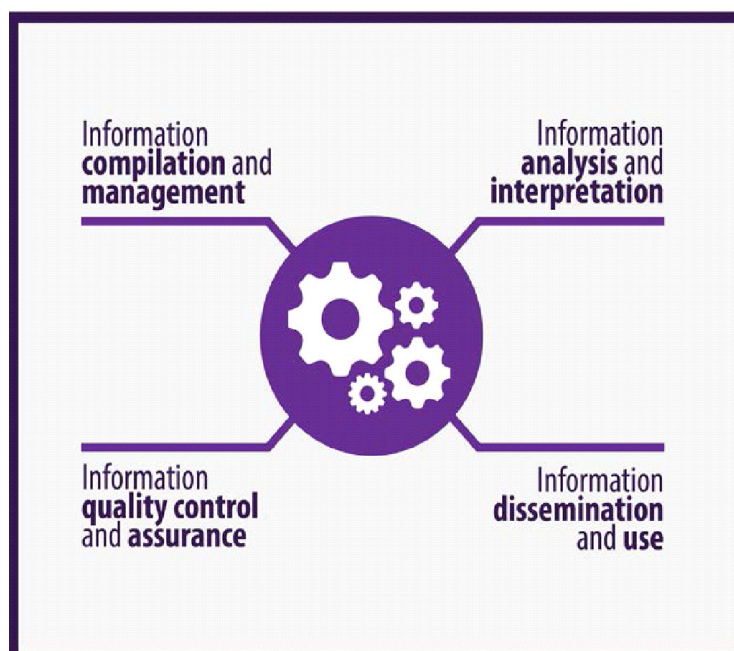 Information
compilation and
management
Information
analysis and
interpretation
Information
quality control
and assurance
Information
dissemination
and use